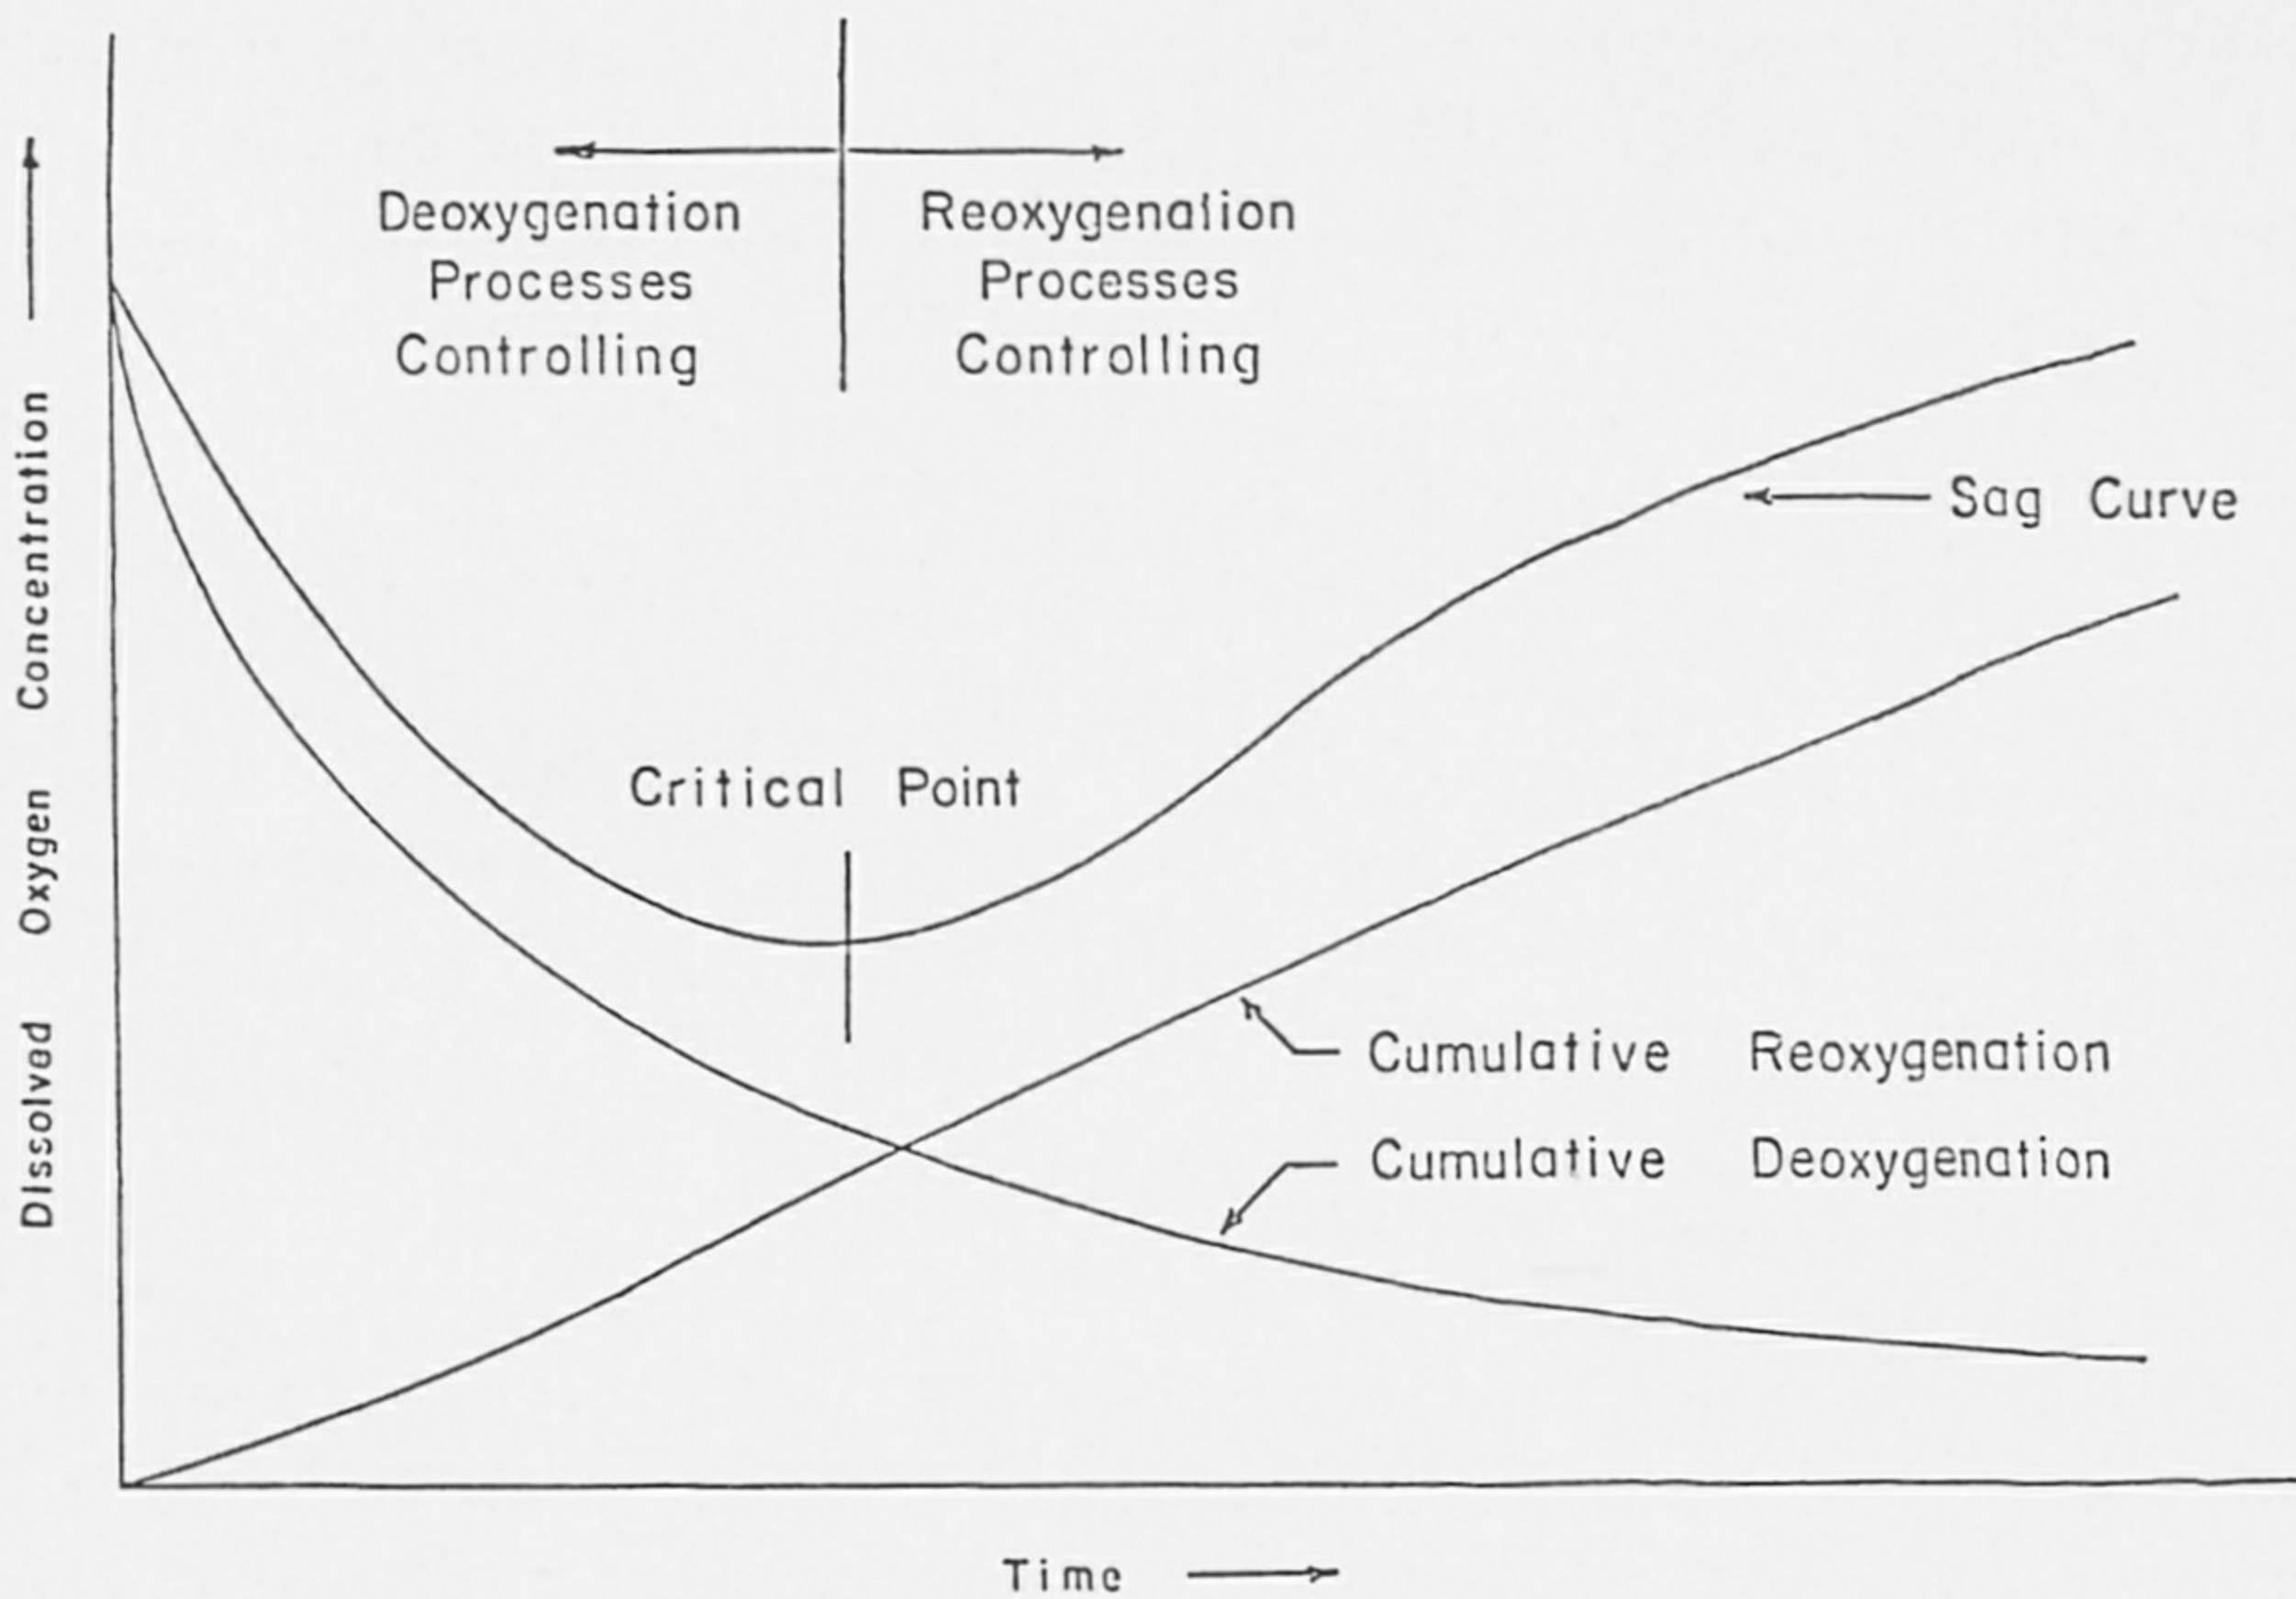 Deoxygenation
Processes
Controlling
Reoxygenation
Processes
Controlling
Dissolved Oxygen Concentration
Sag Curve
Critical Point
Cumulative Reoxygenation
Cumulative Deoxygenation
Time